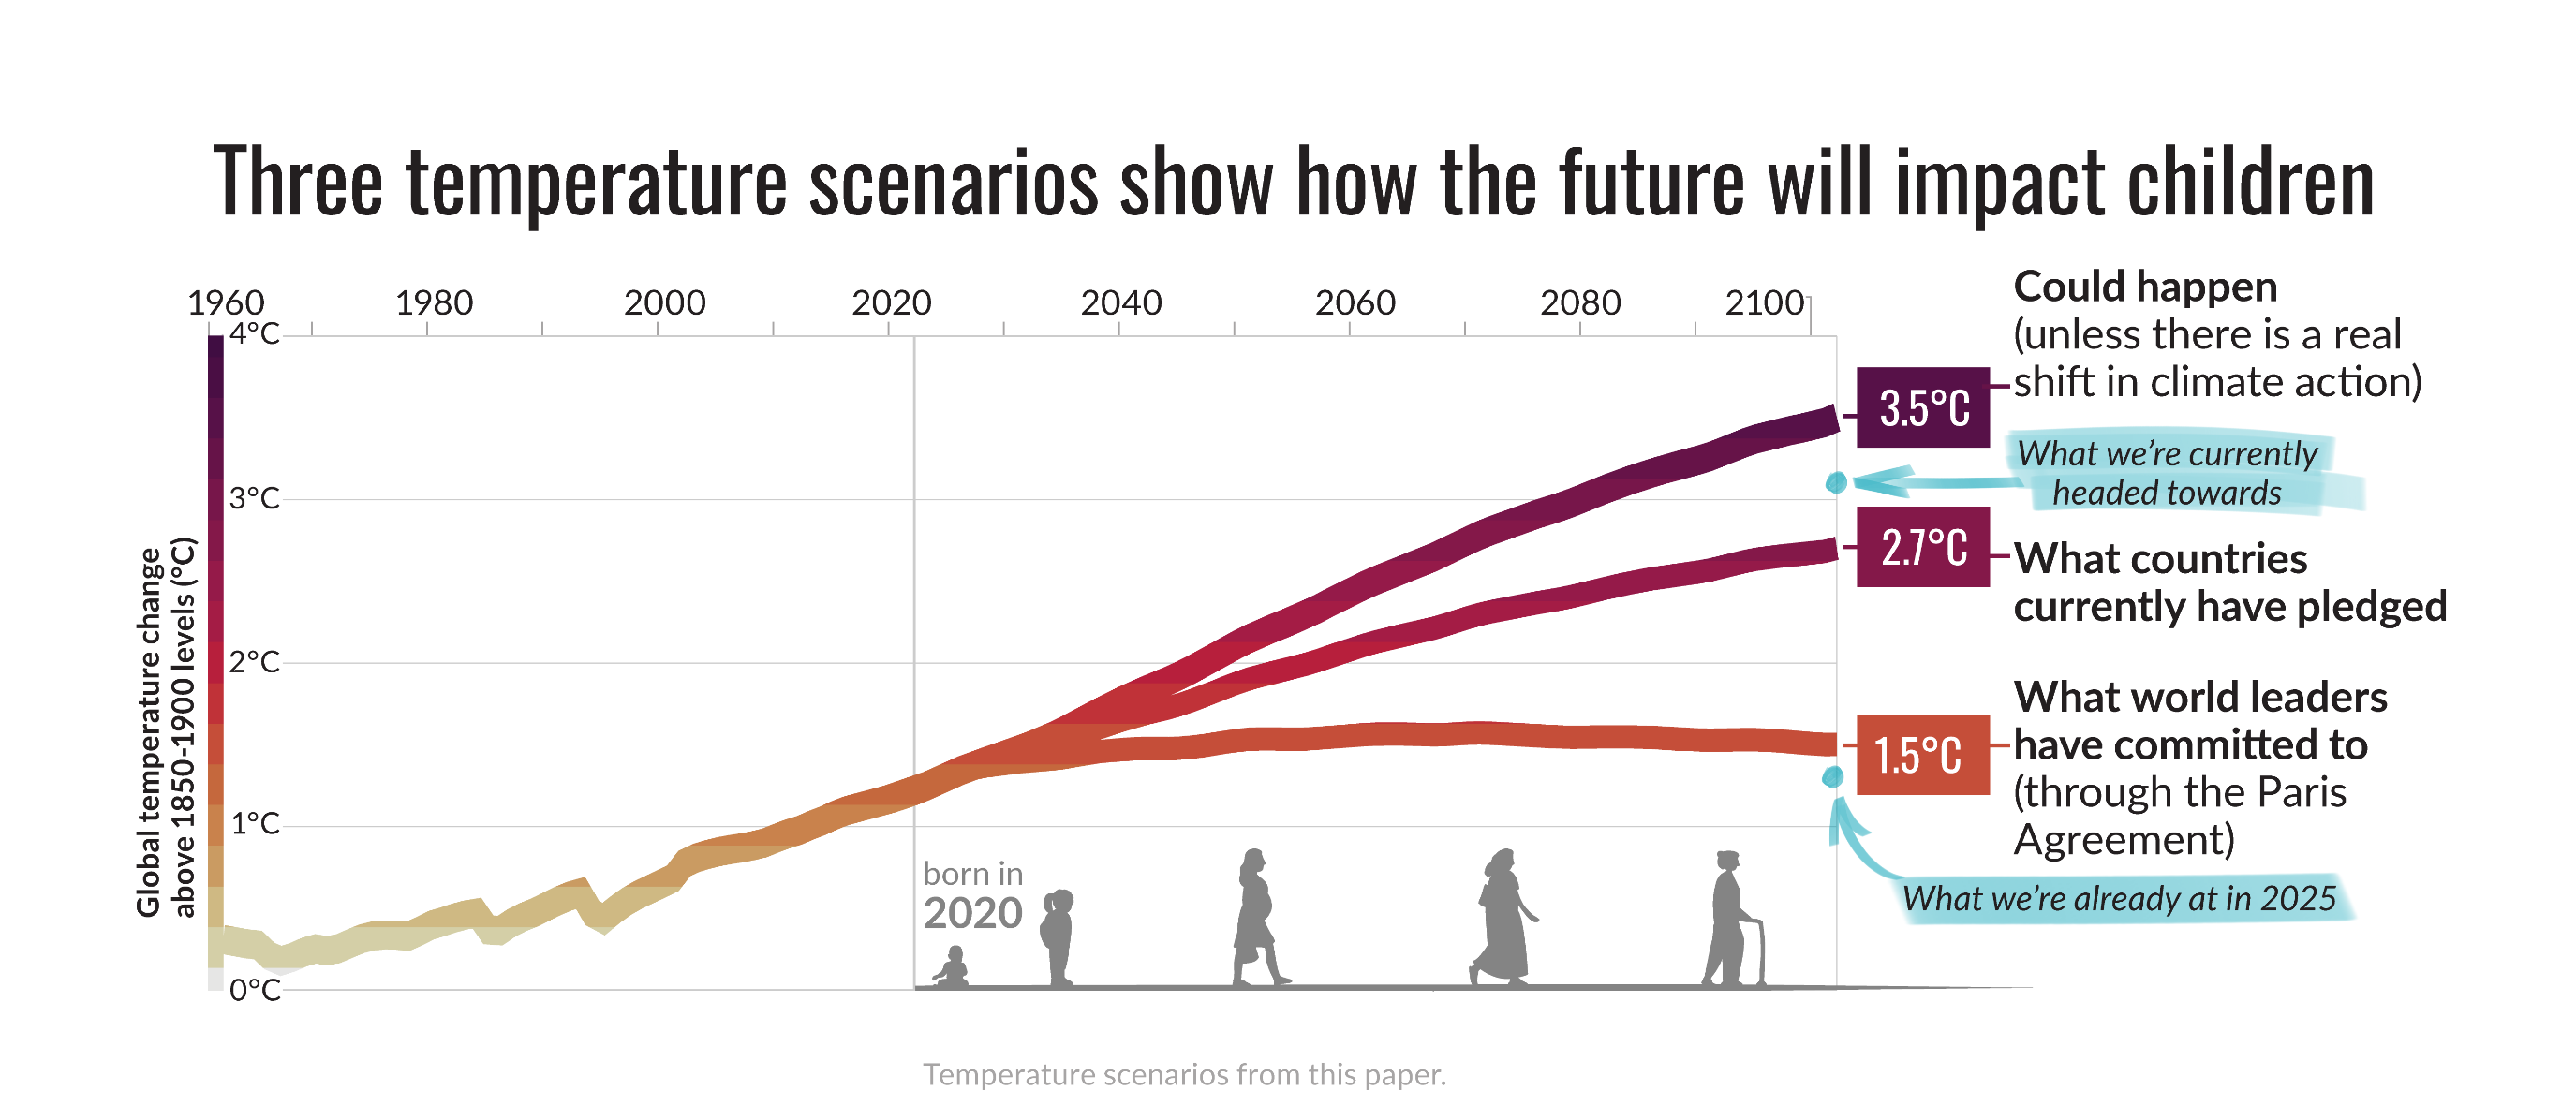 Three temperature scenarios show how the future will impact children
1960 1980 2000 2020 2040 2060 2080 2100
4°C
3°C
2°C
1°C
0°C
Global temperature change
above 1850-1900 levels (°C)
born in
2020
3.5°C
Could happen
(unless there is a real
shift in climate action)
What we're currently
headed towards
2.7°C
What countries
currently have pledged
1.5°C
What world leaders
have committed to
(through the Paris
Agreement)
What we're already at in 2025
Temperature scenarios from this paper.